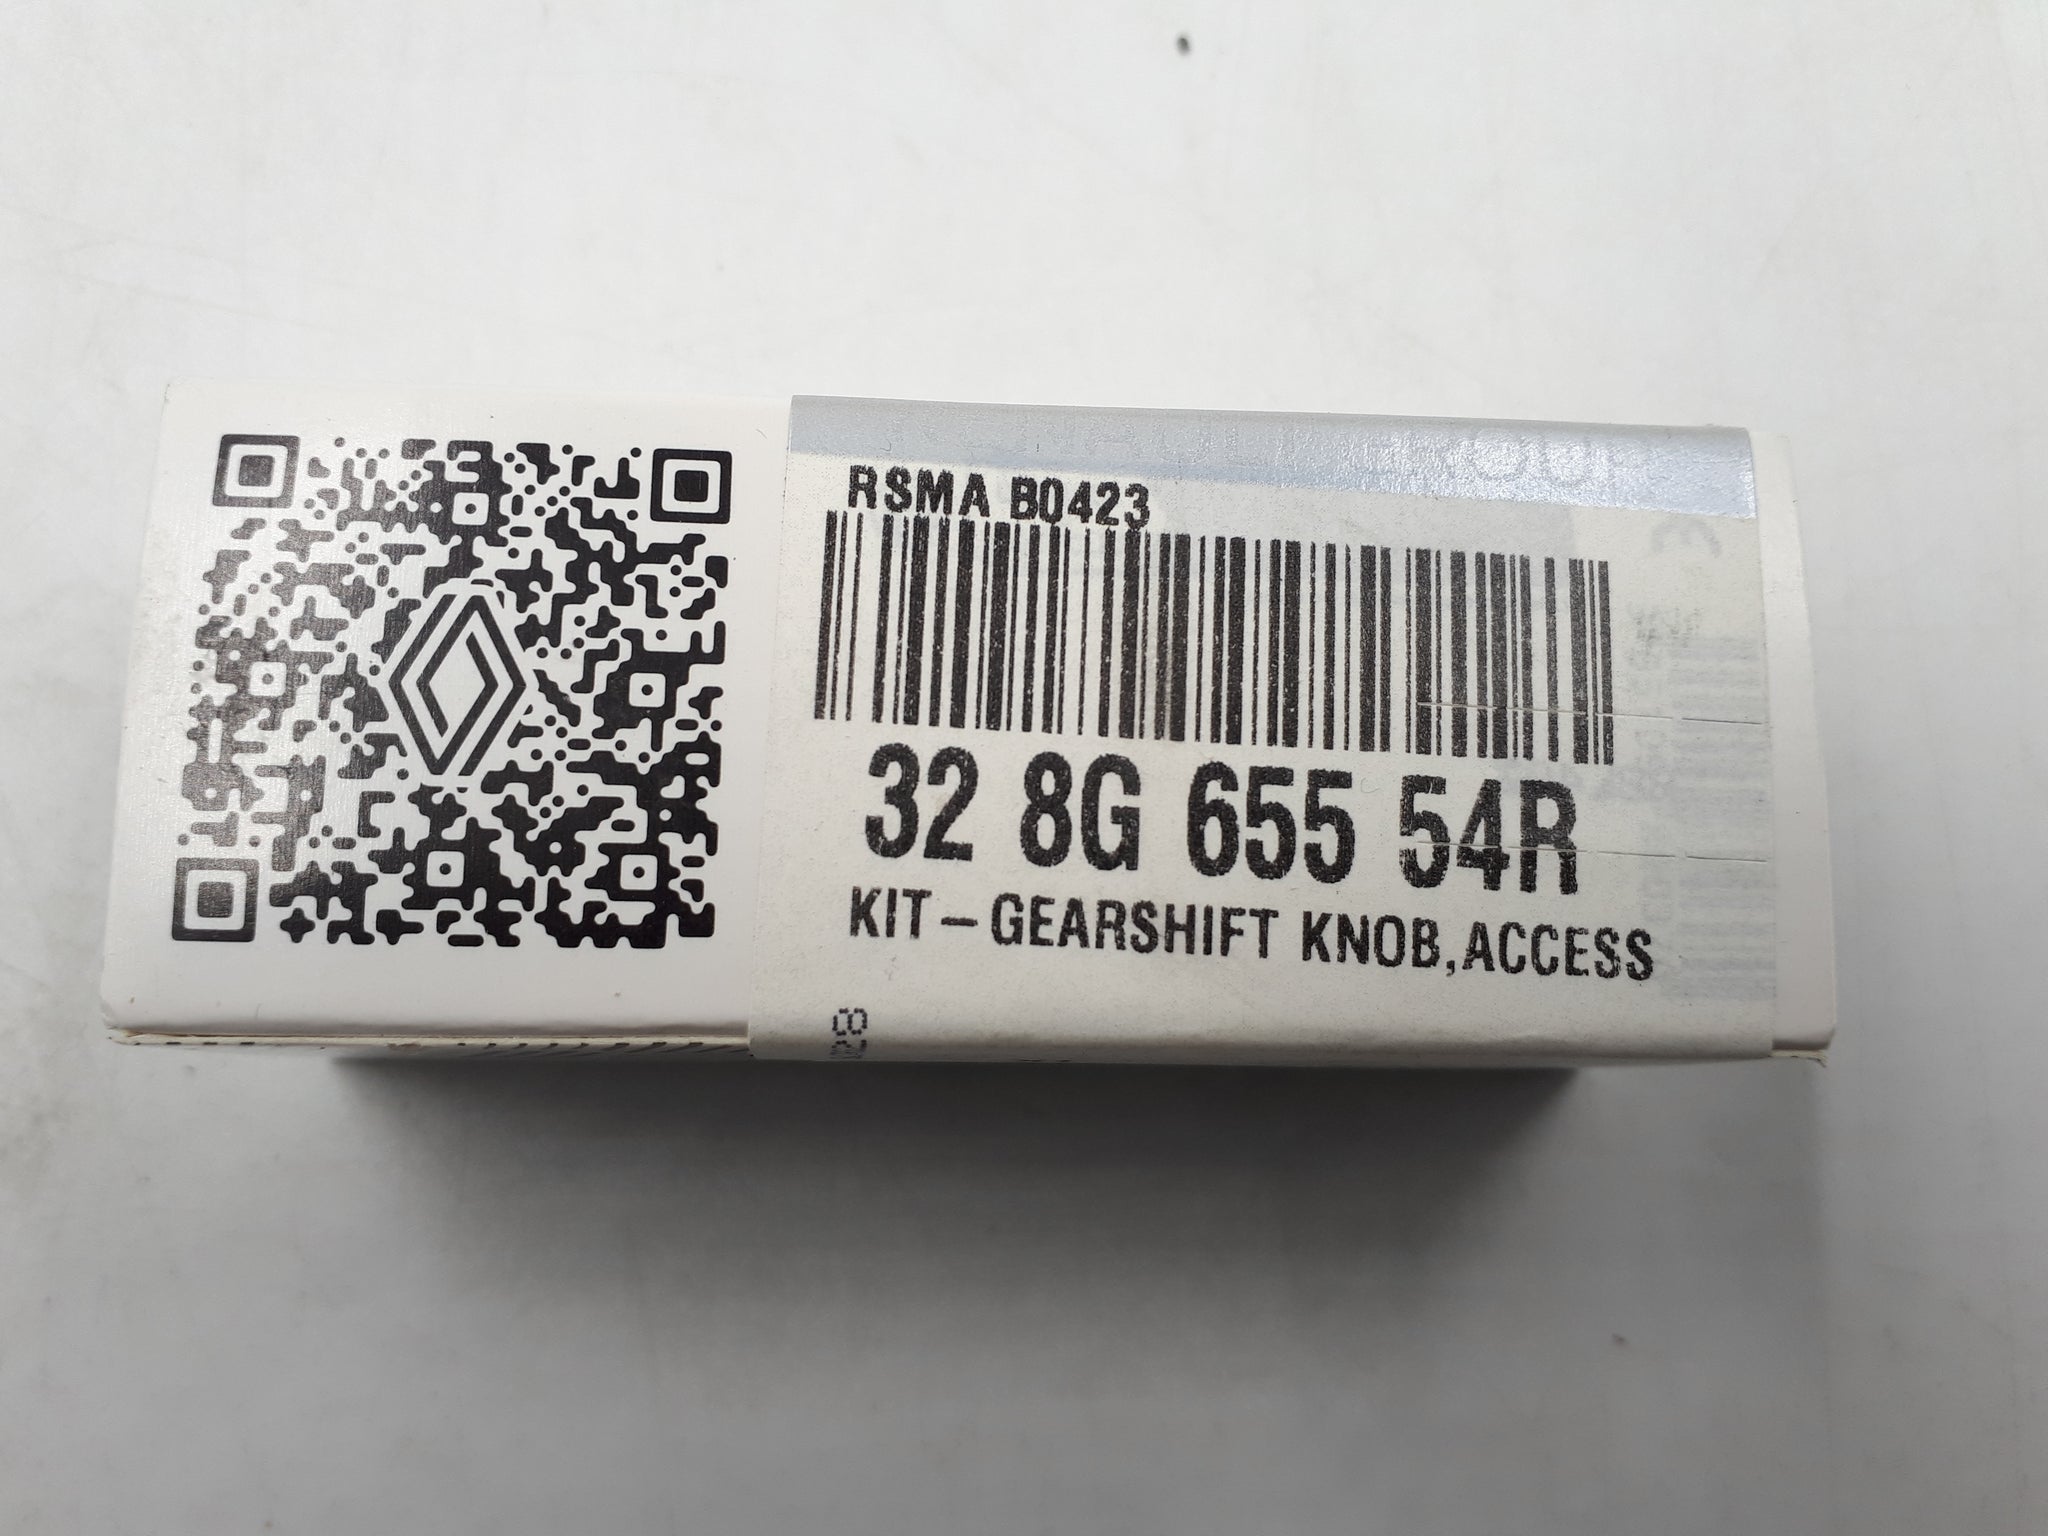 RSMA B0423
32 8G 655 54R
KIT-GEARSHIFT KNOB,ACCESS